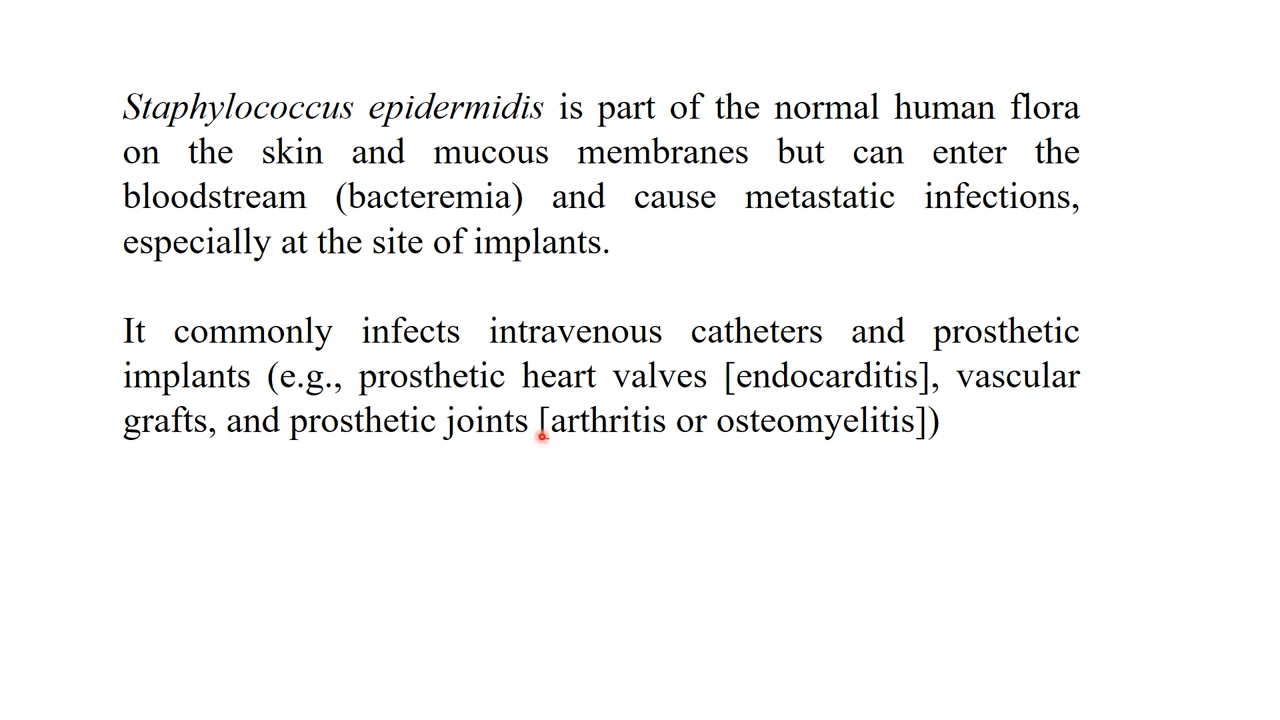 Staphylococcus epidermidis is part of the normal human flora
on the skin and mucous membranes but can enter the
bloodstream (bacteremia) and cause metastatic infections,
especially at the site of implants.
It commonly infects intravenous catheters and prosthetic
implants (e.g., prosthetic heart valves [endocarditis], vascular
grafts, and prosthetic joints [arthritis or osteomyelitis])